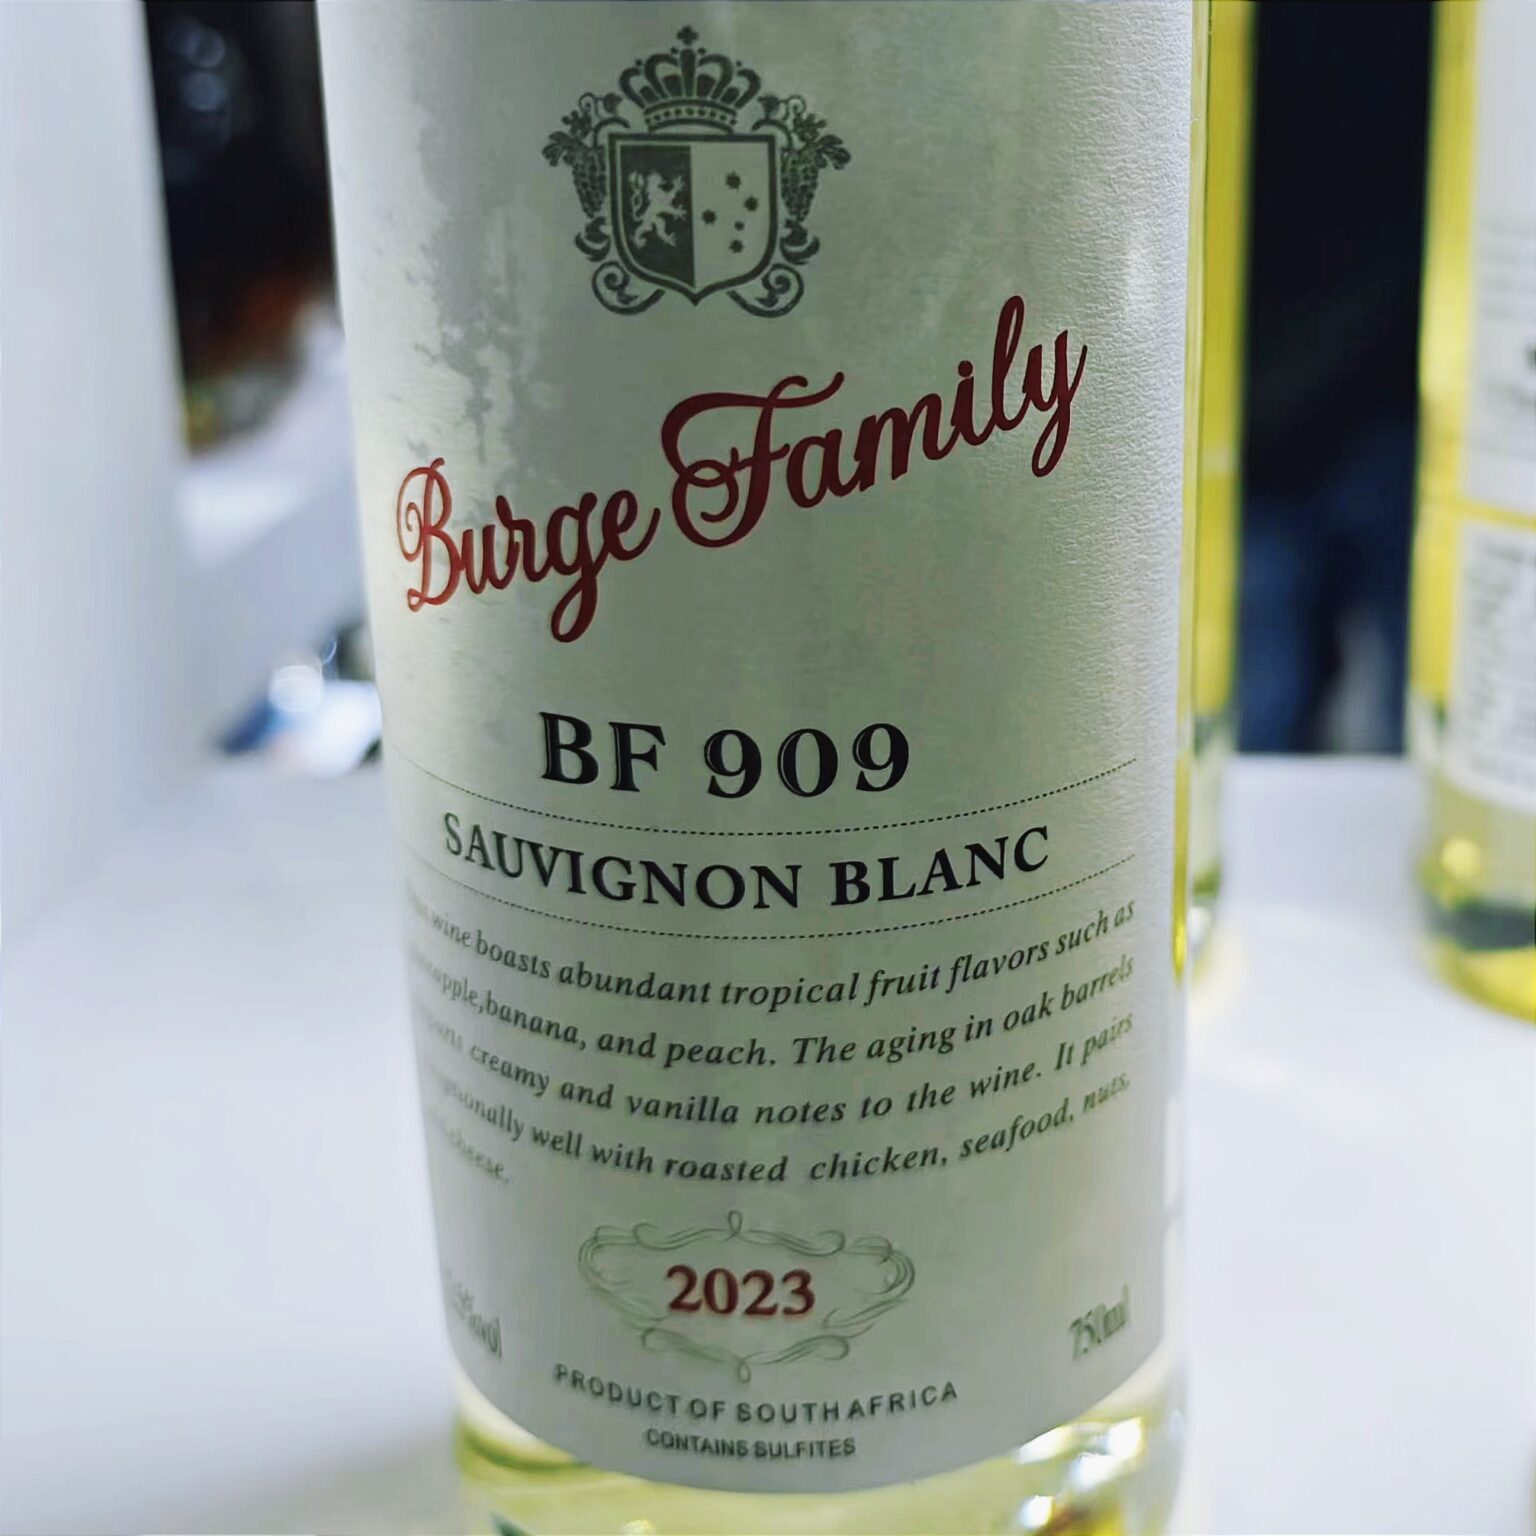 Burge Family
BF 909
SAUVIGNON BLANC
wine boasts abundant tropical fruit flavors such as
banana, and peach. The aging in oak barrels
creamy and vanilla notes to the wine. It pairs
well with roasted chicken, seafood, nuts,
cheese.
2023
750ml
PRODUCT OF SOUTH AFRICA
CONTAINS SULFITES